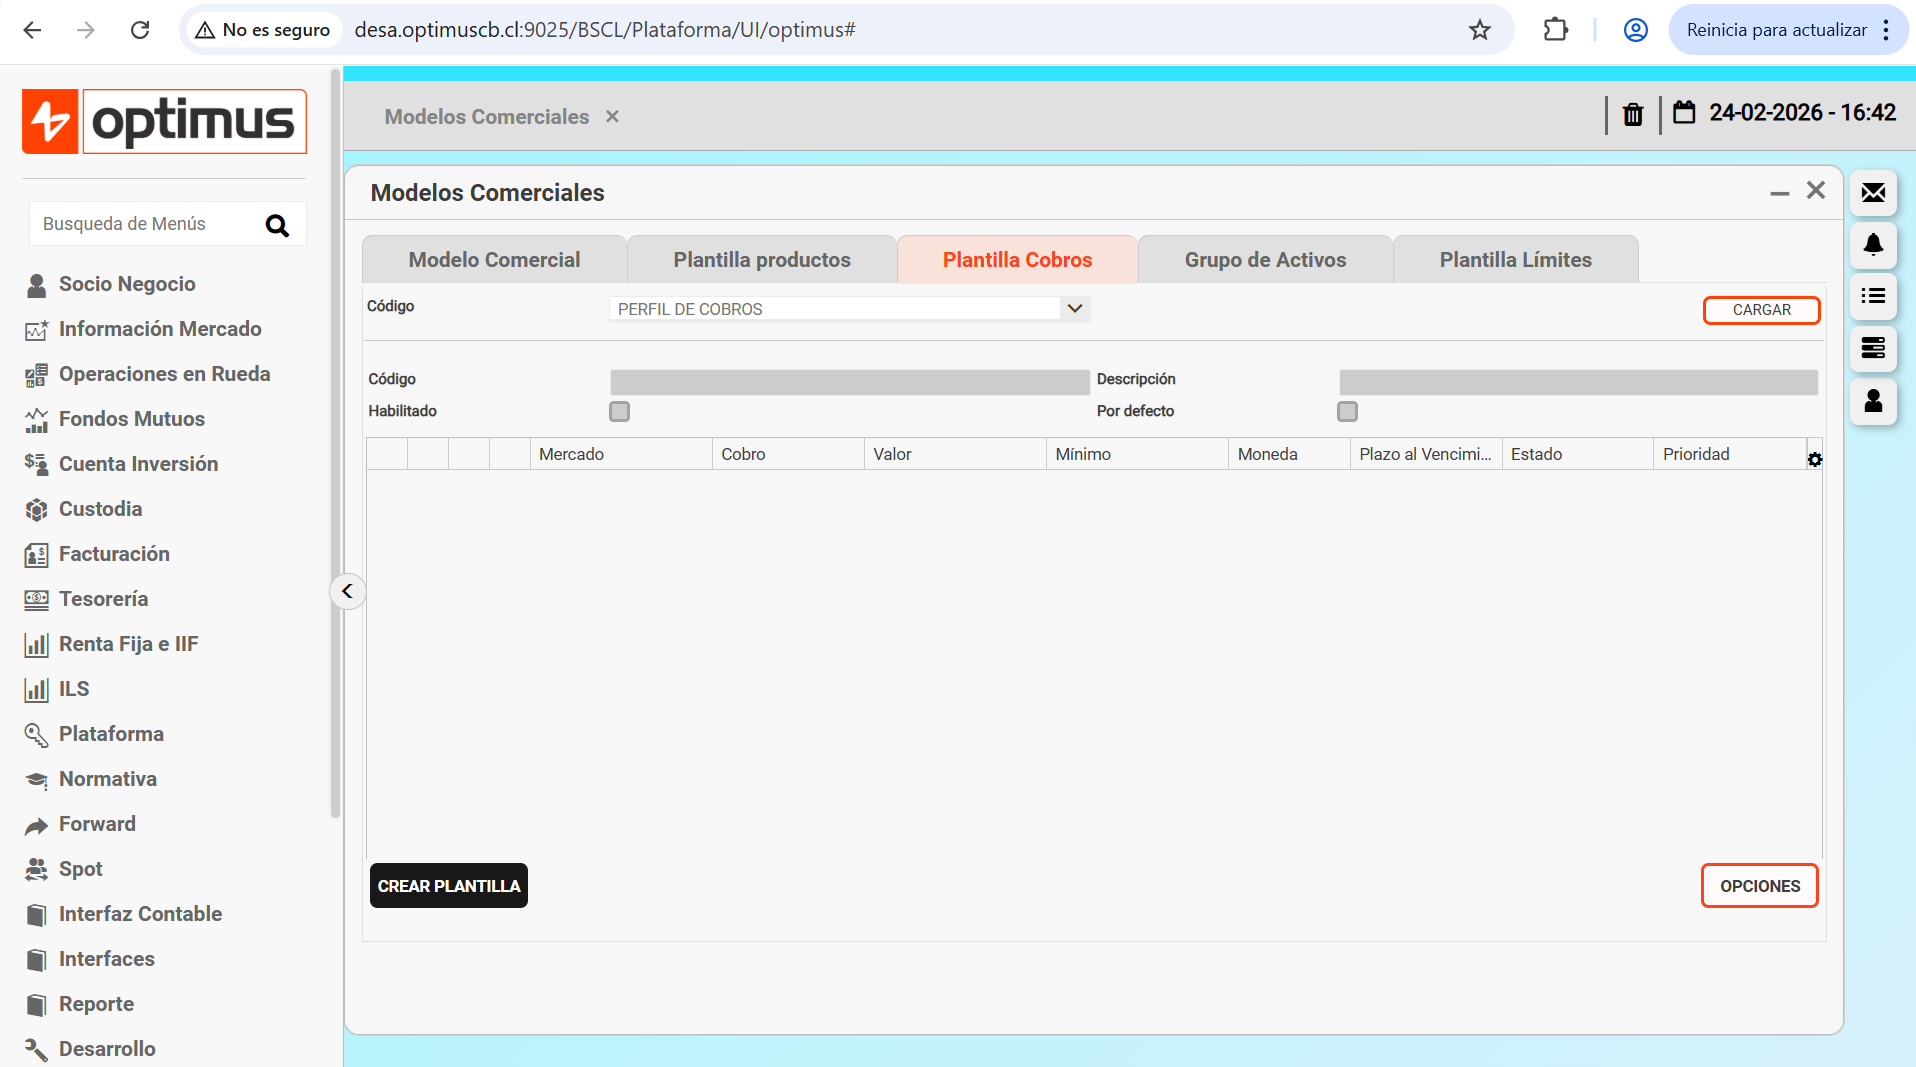 No es seguro
desa.optimuscb.cl:9025/BSCL/Plataforma/UI/optimus#
Reinicia para actualizar
optimus
Modelos Comerciales
24-02-2026 - 16:42
Busqueda de Menús
Socio Negocio
Información Mercado
Operaciones en Rueda
Fondos Mutuos
Cuenta Inversión
Custodia
Facturación
Tesorería
Renta Fija e IIF
ILS
Plataforma
Normativa
Forward
Spot
Interfaz Contable
Interfaces
Reporte
Desarrollo
Modelos Comerciales
Modelo Comercial
Plantilla productos
Plantilla Cobros
Grupo de Activos
Plantilla Límites
Código
PERFIL DE COBROS
CARGAR
Código
Descripción
Habilitado
Por defecto
Mercado
Cobro
Valor
Mínimo
Moneda
Plazo al Vencimi...
Estado
Prioridad
CREAR PLANTILLA
OPCIONES